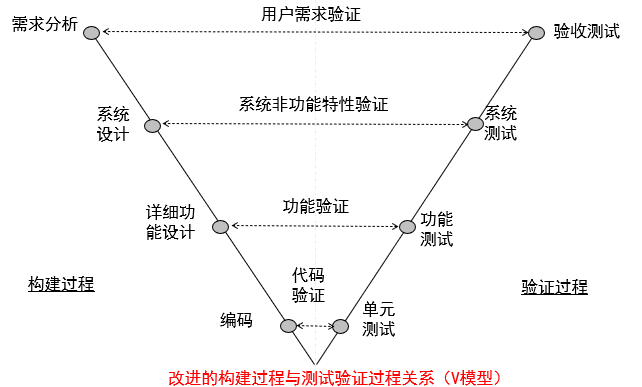 用户需求验证
需求分析
验收测试
系统非功能特性验证
系统
设计
系统
测试
功能验证
详细功
能设计
功能
测试
代码
验证
构建过程
验证过程
编码
单元
测试
改进的构建过程与测试验证过程关系（V模型）